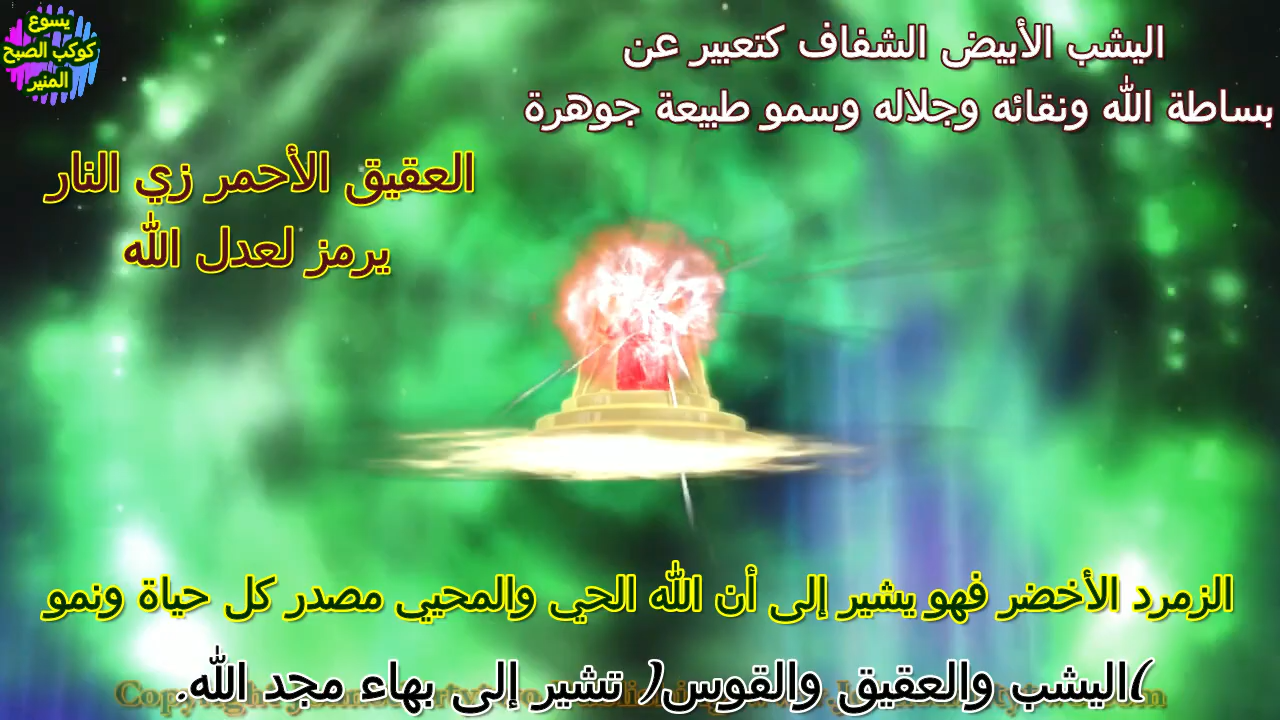 يسوع
كوكب الصبح
المنير
اليشب الأبيض الشفاف كتعبير عن
بساطة الله ونقائه وجلاله وسمو طبيعة جوهرة
العقيق الأحمر زي النار
يرمز لعدل الله
الزمرد الأخضر فهو يشير إلى أن الله الحي والمحيي مصدر كل حياة ونمو
)اليشب والعقيق والقوس( تشير إلى بهاء مجد الله.
Copyright